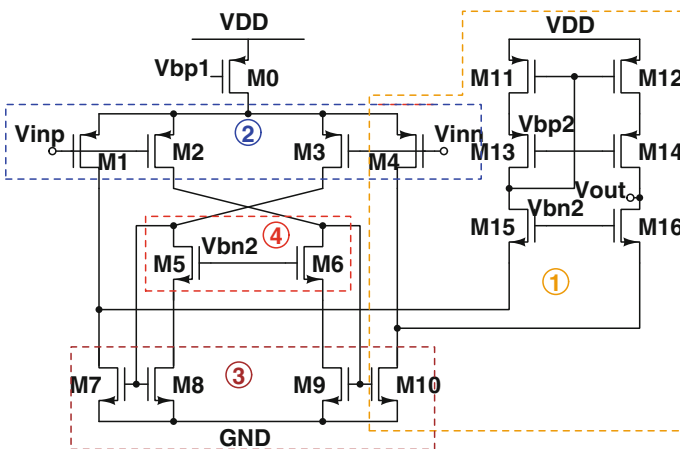 VDD
VDD
Vbp1
M0
M11
M12
Vinp
②
Vinn
M1
M2
M3
M4
M13
Vbp2
M14
Vout
M5
Vbn2
④
M6
M15
Vbn2
M16
①
M7
M8
③
M9
M10
GND